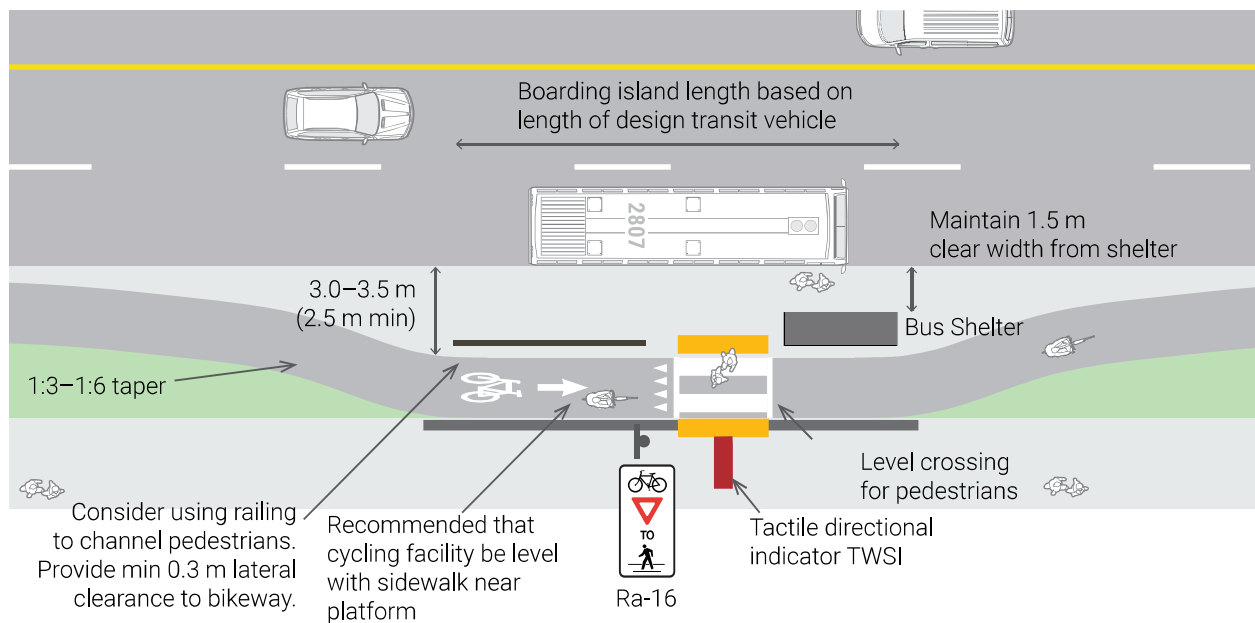 Boarding island length based on
length of design transit vehicle
2807
Maintain 1.5 m
clear width from shelter
3.0–3.5 m
(2.5 m min)
Bus Shelter
1:3–1:6 taper
Level crossing
for pedestrians
Consider using railing
to channel pedestrians.
Provide min 0.3 m lateral
clearance to bikeway.
Recommended that
cycling facility be level
with sidewalk near
platform
TO
Ra-16
Tactile directional
indicator TWSI